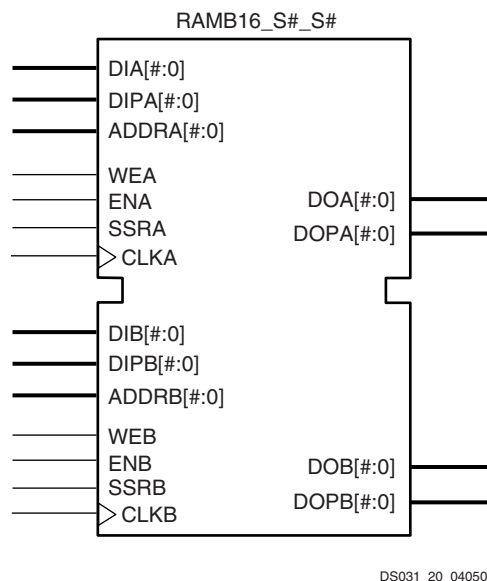 RAMB16_S#_S#
DIA[#:0]
DIPA[#:0]
ADDRA[#:0]
WEA
ENA
SSRA
CLKA
DOA[#:0]
DOPA[#:0]
DIB[#:0]
DIPB[#:0]
ADDRB[#:0]
WEB
ENB
SSRB
CLKB
DOB[#:0]
DOPB[#:0]
DS031_20_04050